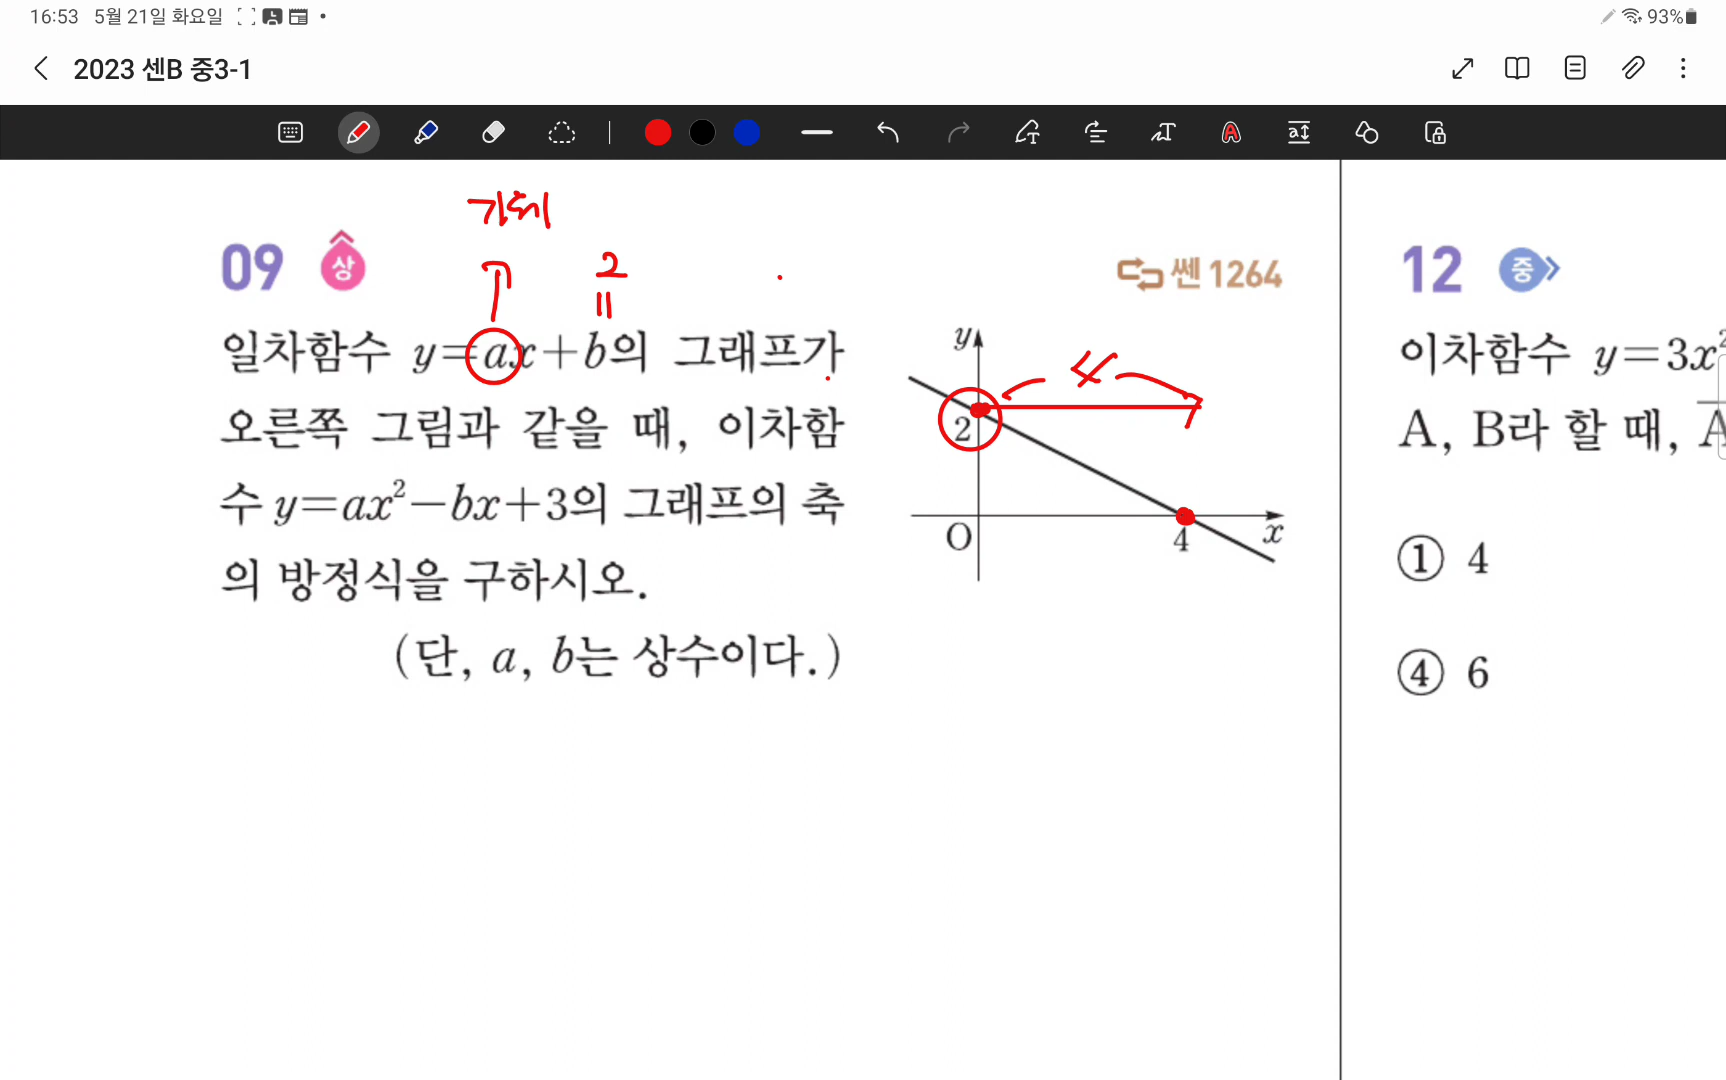 16:53 5월 21일 화요일
93%
2023 센B 중3-1
기울기
09 상
2
=
쎈 1264
일차함수 y=ax+b의 그래프가
오른쪽 그림과 같을 때, 이차함
수 y=ax²-bx+3의 그래프의 축
의 방정식을 구하시오.
(단, a, b는 상수이다.)
y
4
2
O
4
x
12 중
이차함수 y=3x²
A, B라 할 때, A
① 4
④ 6